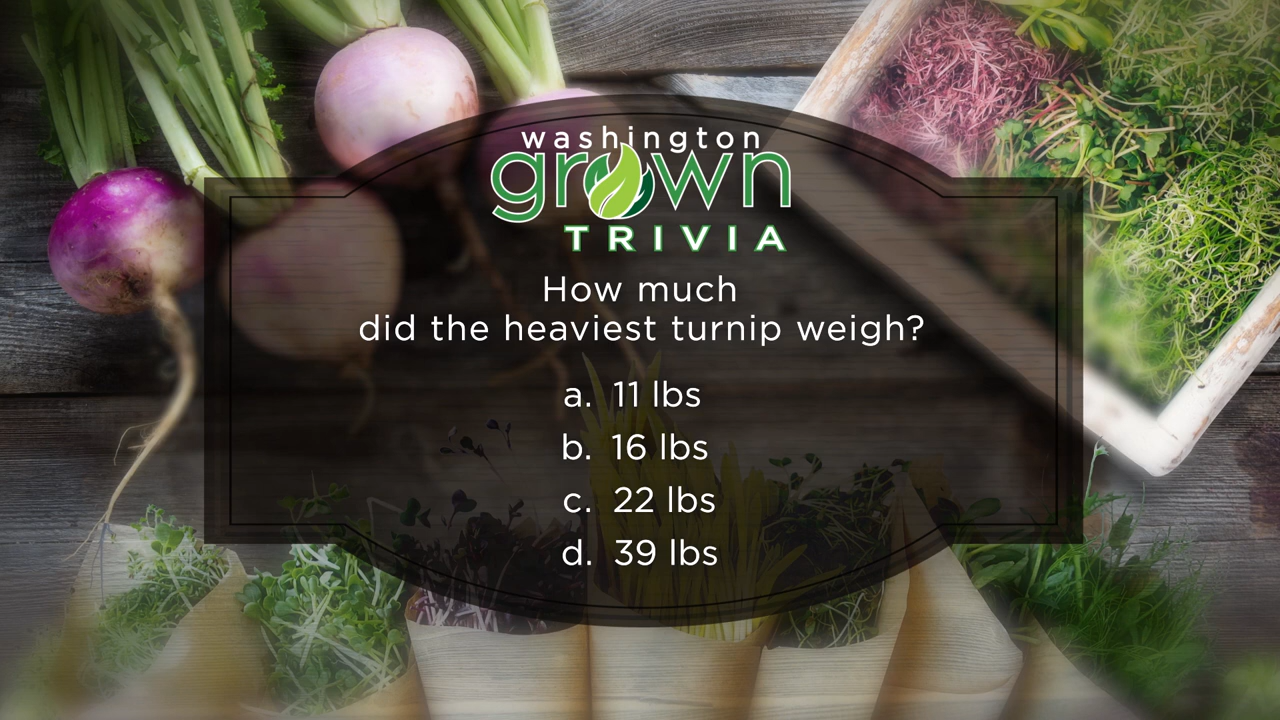 washington
grown
TRIVIA
How much
did the heaviest turnip weigh?
a. 11 lbs
b. 16 lbs
c. 22 lbs
d. 39 lbs